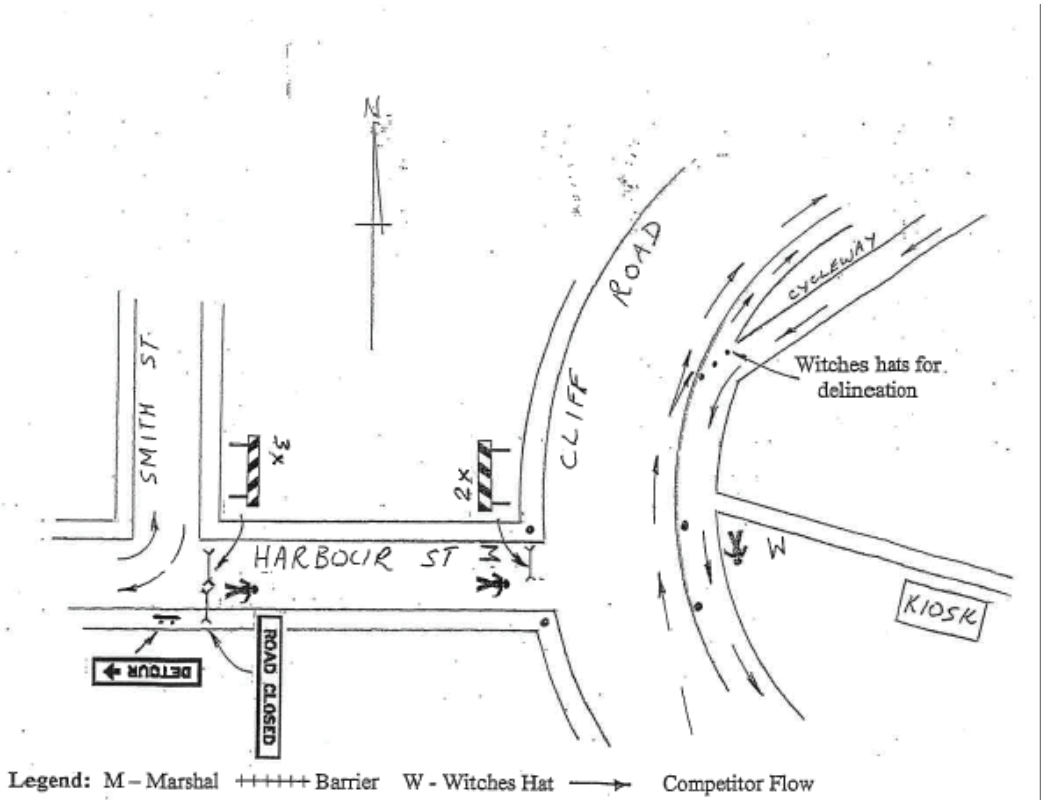 N
CLIFF ROAD
CYCLEWAY
Witches hats for.
delineation
SMITH ST.
3x
2x
HARBOUR ST
M
W
KIOSK
DETOUR
ROAD CLOSED
Legend: M – Marshal Barrier W - Witches Hat Competitor Flow